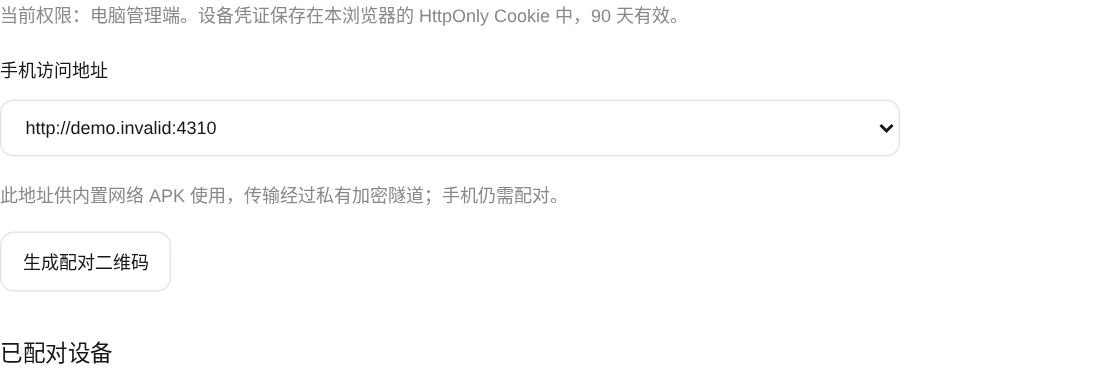 当前权限：电脑管理端。设备凭证保存在本浏览器的 HttpOnly Cookie 中，90 天有效。
手机访问地址
http://demo.invalid:4310
此地址供内置网络 APK 使用，传输经过私有加密隧道；手机仍需配对。
生成配对二维码
已配对设备